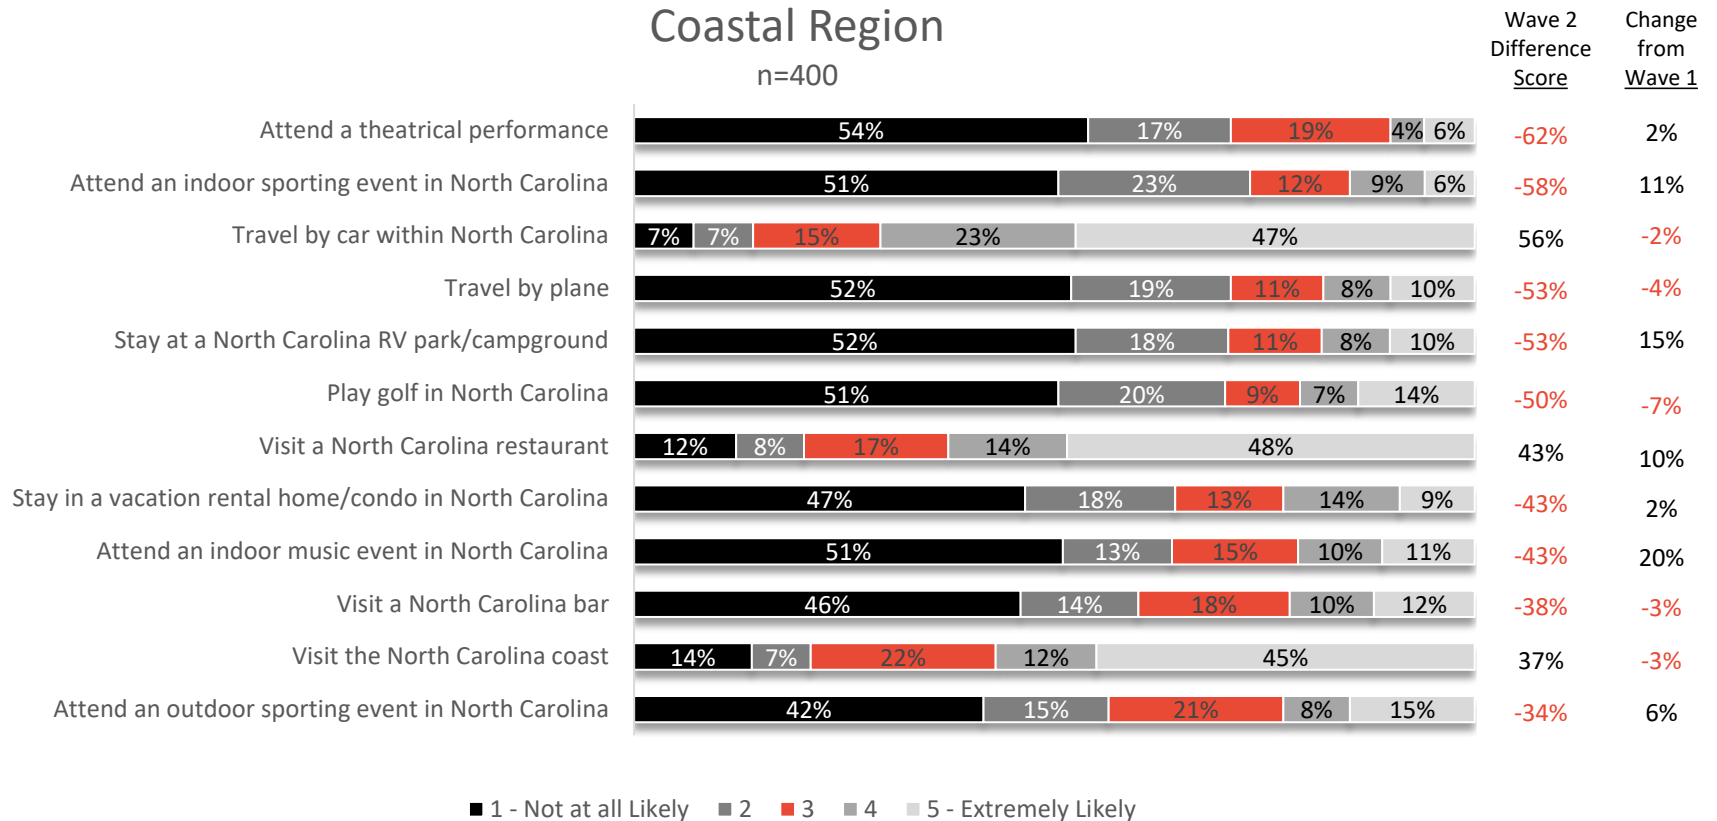 Coastal Region
n=400
Wave 2 Difference Score
Change from Wave 1
Attend a theatrical performance 54% 17% 19% 4% 6% -62% 2%
Attend an indoor sporting event in North Carolina 51% 23% 12% 9% 6% -58% 11%
Travel by car within North Carolina 7% 7% 15% 23% 47% 56% -2%
Travel by plane 52% 19% 11% 8% 10% -53% -4%
Stay at a North Carolina RV park/campground 52% 18% 11% 8% 10% -53% 15%
Play golf in North Carolina 51% 20% 9% 7% 14% -50% -7%
Visit a North Carolina restaurant 12% 8% 17% 14% 48% 43% 10%
Stay in a vacation rental home/condo in North Carolina 47% 18% 13% 14% 9% -43% 2%
Attend an indoor music event in North Carolina 51% 13% 15% 10% 11% -43% 20%
Visit a North Carolina bar 46% 14% 18% 10% 12% -38% -3%
Visit the North Carolina coast 14% 7% 22% 12% 45% 37% -3%
Attend an outdoor sporting event in North Carolina 42% 15% 21% 8% 15% -34% 6%
1 - Not at all Likely 2 3 4 5 - Extremely Likely